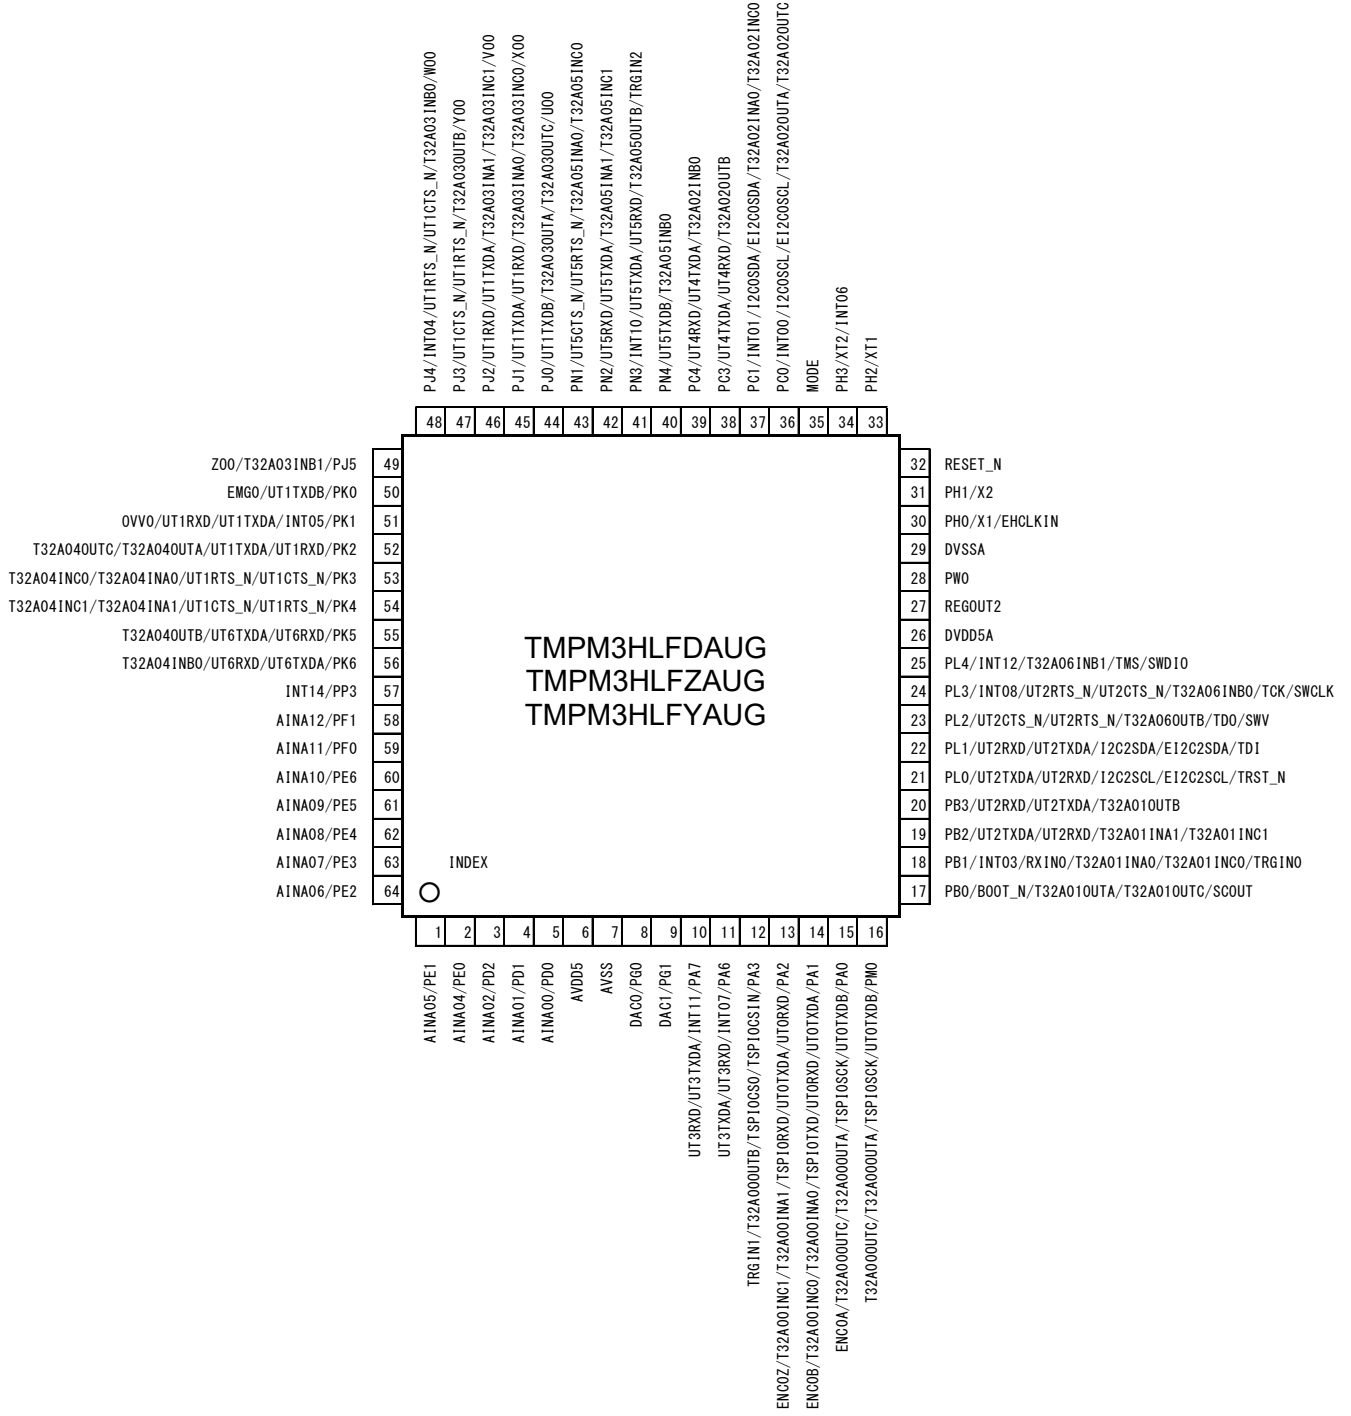 PJ4/INT04/UT1RTS_N/UT1CTS_N/T32A03INB0/WO0
PJ3/UT1CTS_N/UT1RTS_N/T32A03OUTB/YO0
PJ2/UT1RXD/UT1TXDA/T32A03INA1/T32A03INC1/VO0
PJ1/UT1TXDA/UT1RXD/T32A03INA0/T32A03INC0/XO0
PJ0/UT1TXDB/T32A03OUTA/T32A03OUTC/UO0
PN1/UT5CTS_N/UT5RTS_N/T32A05INA0/T32A05INC0
PN2/UT5RXD/UT5TXDA/T32A05INA1/T32A05INC1
PN3/INT10/UT5TXDA/UT5RXD/T32A05OUTB/TRGIN2
PN4/UT5TXDB/T32A05INB0
PC4/UT4RXD/UT4TXDA/T32A02INB0
PC3/UT4TXDA/UT4RXD/T32A02OUTB
PC1/INT01/I2C0SDA/EI2C0SDA/T32A02INA0/T32A02INC0
PC0/INT00/I2C0SCL/EI2C0SCL/T32A02OUTA/T32A02OUTC
MODE
PH3/XT2/INT06
PH2/XT1
48 47 46 45 44 43 42 41 40 39 38 37 36 35 34 33
ZO0/T32A03INB1/PJ5 49
EMG0/UT1TXDB/PK0 50
OVV0/UT1RXD/UT1TXDA/INT05/PK1 51
T32A04OUTC/T32A04OUTA/UT1TXDA/UT1RXD/PK2 52
T32A04INC0/T32A04INA0/UT1RTS_N/UT1CTS_N/PK3 53
T32A04INC1/T32A04INA1/UT1CTS_N/UT1RTS_N/PK4 54
T32A04OUTB/UT6TXDA/UT6RXD/PK5 55
T32A04INB0/UT6RXD/UT6TXDA/PK6 56
INT14/PP3 57
AINA12/PF1 58
AINA11/PF0 59
AINA10/PE6 60
AINA09/PE5 61
AINA08/PE4 62
AINA07/PE3 63
AINA06/PE2 64
TMPM3HLFDAUG
TMPM3HLFZAUG
TMPM3HLFYAUG
INDEX
32 RESET_N
31 PH1/X2
30 PH0/X1/EHCLKIN
29 DVSSA
28 PW0
27 REGOUT2
26 DVDD5A
25 PL4/INT12/T32A06INB1/TMS/SWDIO
24 PL3/INT08/UT2RTS_N/UT2CTS_N/T32A06INB0/TCK/SWCLK
23 PL2/UT2CTS_N/UT2RTS_N/T32A06OUTB/TDO/SWV
22 PL1/UT2RXD/UT2TXDA/I2C2SDA/EI2C2SDA/TDI
21 PL0/UT2TXDA/UT2RXD/I2C2SCL/EI2C2SCL/TRST_N
20 PB3/UT2RXD/UT2TXDA/T32A01OUTB
19 PB2/UT2TXDA/UT2RXD/T32A01INA1/T32A01INC1
18 PB1/INT03/RXIN0/T32A01INA0/T32A01INC0/TRGIN0
17 PB0/BOOT_N/T32A01OUTA/T32A01OUTC/SCOUT
1 2 3 4 5 6 7 8 9 10 11 12 13 14 15 16
AINA05/PE1
AINA04/PE0
AINA02/PD2
AINA01/PD1
AINA00/PD0
AVDD5
AVSS
DAC0/PG0
DAC1/PG1
UT3RXD/UT3TXDA/INT11/PA7
UT3TXDA/UT3RXD/INT07/PA6
TRGIN1/T32A00OUTB/TSPI0CS0/TSPI0CSIN/PA3
ENC0Z/T32A00INC1/T32A00INA1/TSPI0RXD/UT0TXDA/UT0RXD/PA2
ENC0B/T32A00INC0/T32A00INA0/TSPI0TXD/UT0RXD/UT0TXDA/PA1
ENC0A/T32A00OUTC/T32A00OUTA/TSPI0SCK/UT0TXDB/PA0
T32A00OUTC/T32A00OUTA/TSPI0SCK/UT0TXDB/PM0